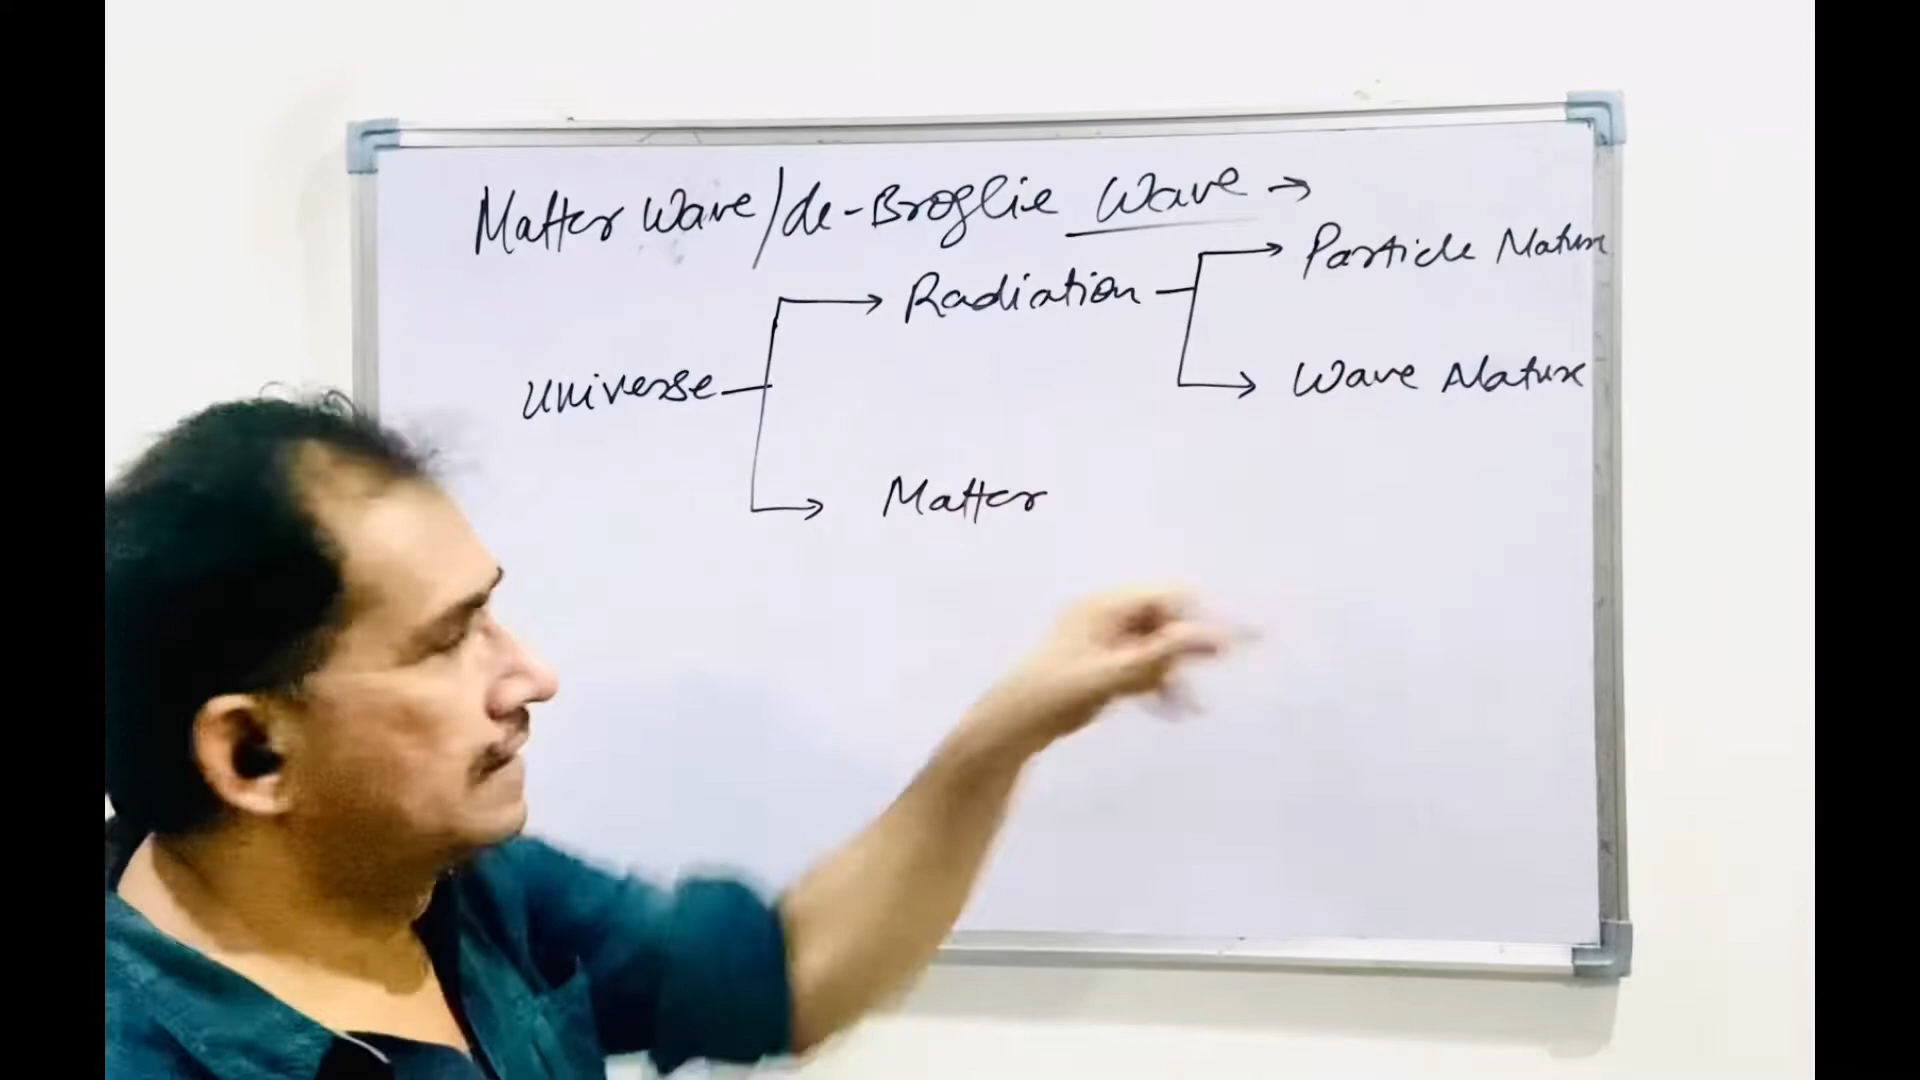 Matter Wave/de-Broglie Wave →
Particle Nature
Radiation
Universe
Wave Nature
Matter